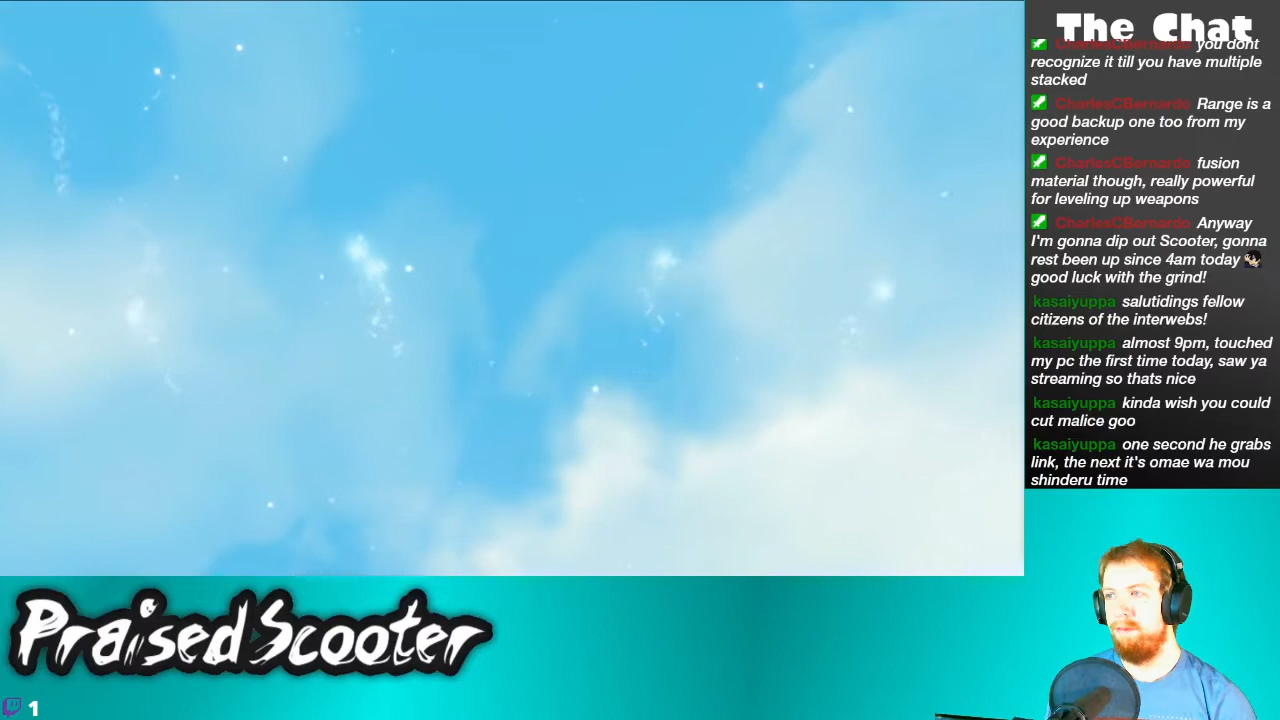 The Chat
CharlesCBernardo you dont
recognize it till you have multiple
stacked
CharlesCBernardo Range is a
good backup one too from my
experience
CharlesCBernardo fusion
material though, really powerful
for leveling up weapons
CharlesCBernardo Anyway
I'm gonna dip out Scooter, gonna
rest been up since 4am today
good luck with the grind!
kasaiyuppa salutidings fellow
citizens of the interwebs!
kasaiyuppa almost 9pm, touched
my pc the first time today, saw ya
streaming so thats nice
kasaiyuppa kinda wish you could
cut malice goo
kasaiyuppa one second he grabs
link, the next it's omae wa mou
shinderu time
PraisedScooter
1